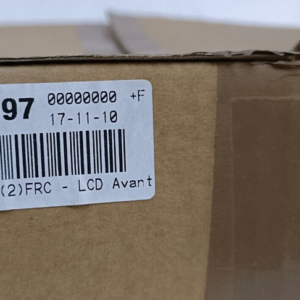 97 00000000 +F
17-11-10
(2)FRC - LCD Avant